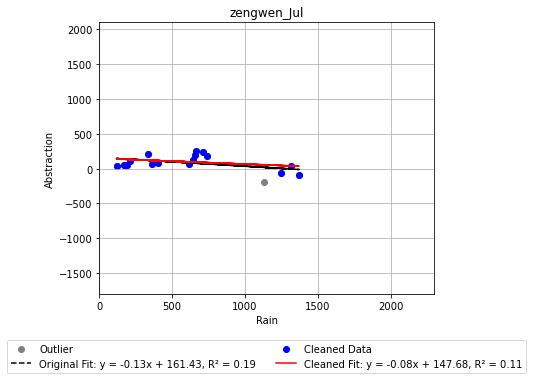 zengwen_Jul
2000
1500
1000
500
0
−500
−1000
−1500
Abstraction
0 500 1000 1500 2000
Rain
Outlier Cleaned Data
Original Fit: y = -0.13x + 161.43, R² = 0.19 Cleaned Fit: y = -0.08x + 147.68, R² = 0.11